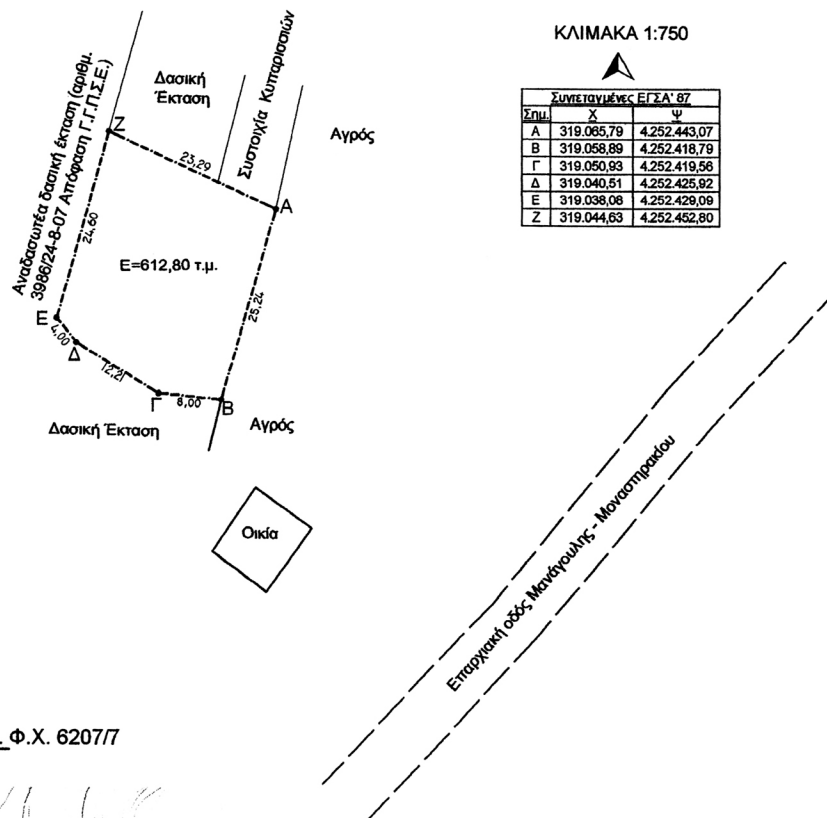 ΚΛΙΜΑΚΑ 1:750
Συντεταγμένες ΕΓΣΑ' 87
Σημ. Χ Ψ
Α 319.065,79 4.252.443,07
Β 319.058,89 4.252.418,79
Γ 319.050,93 4.252.419,56
Δ 319.040,51 4.252.425,92
Ε 319.038,08 4.252.429,09
Ζ 319.044,63 4.252.452,80
Αναδασωτέα δασική έκταση (αριθμ.
3986/24-8-07 Απόφαση Γ.Γ.Π.Σ.Ε.)
Δασική
Έκταση
Συστοιχία Κυπαρισσιών
Αγρός
Ζ
23,29
Α
24,60
Ε=612,80 τ.μ.
25,24
Ε
4,00
Δ
12,21
Γ
8,00
Β
Δασική Έκταση
Αγρός
Οικία
Επαρχιακή οδός Μανάγουλης - Μοναστηρακίου
Φ.Χ. 6207/7